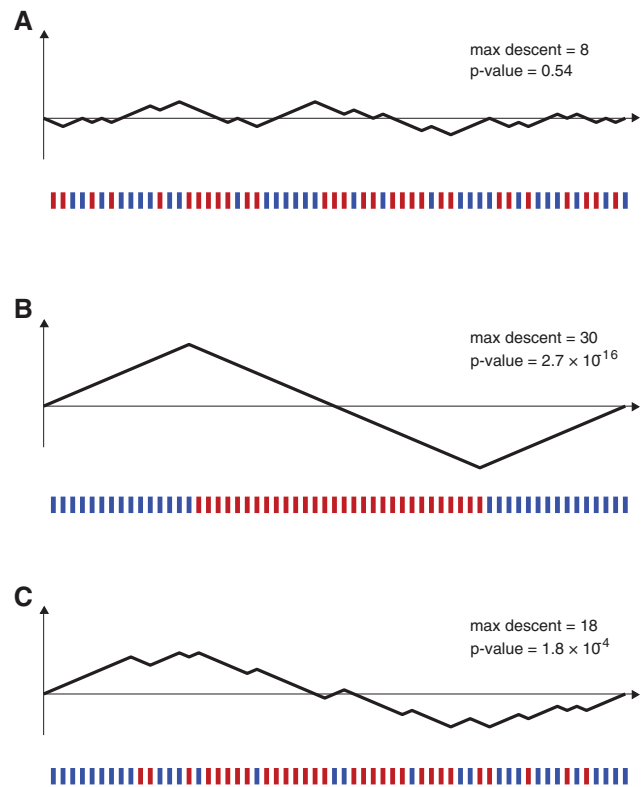 A
max descent = 8
p-value = 0.54
B
max descent = 30
p-value = 2.7 × 10⁻¹⁶
C
max descent = 18
p-value = 1.8 × 10⁻⁴